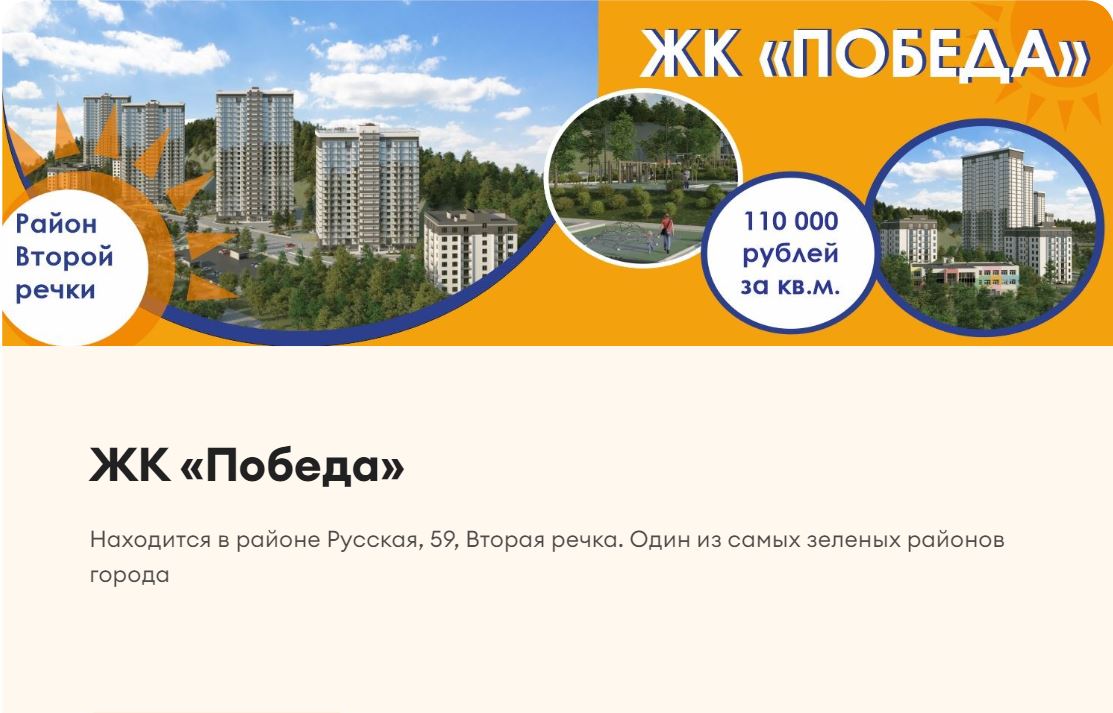 ЖК «ПОБЕДА»
Район
Второй
речки
110 000
рублей
за кв.м.
ЖК «Победа»
Находится в районе Русская, 59, Вторая речка. Один из самых зеленых районов
города